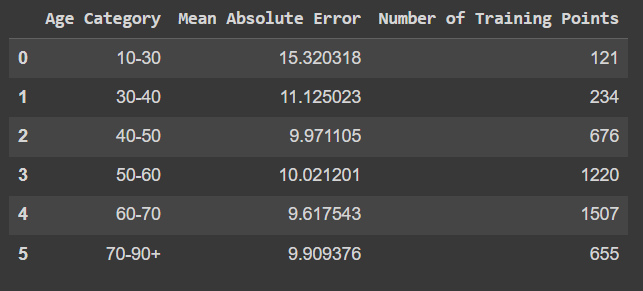 Age Category Mean Absolute Error Number of Training Points
0 10-30 15.320318 121
1 30-40 11.125023 234
2 40-50 9.971105 676
3 50-60 10.021201 1220
4 60-70 9.617543 1507
5 70-90+ 9.909376 655